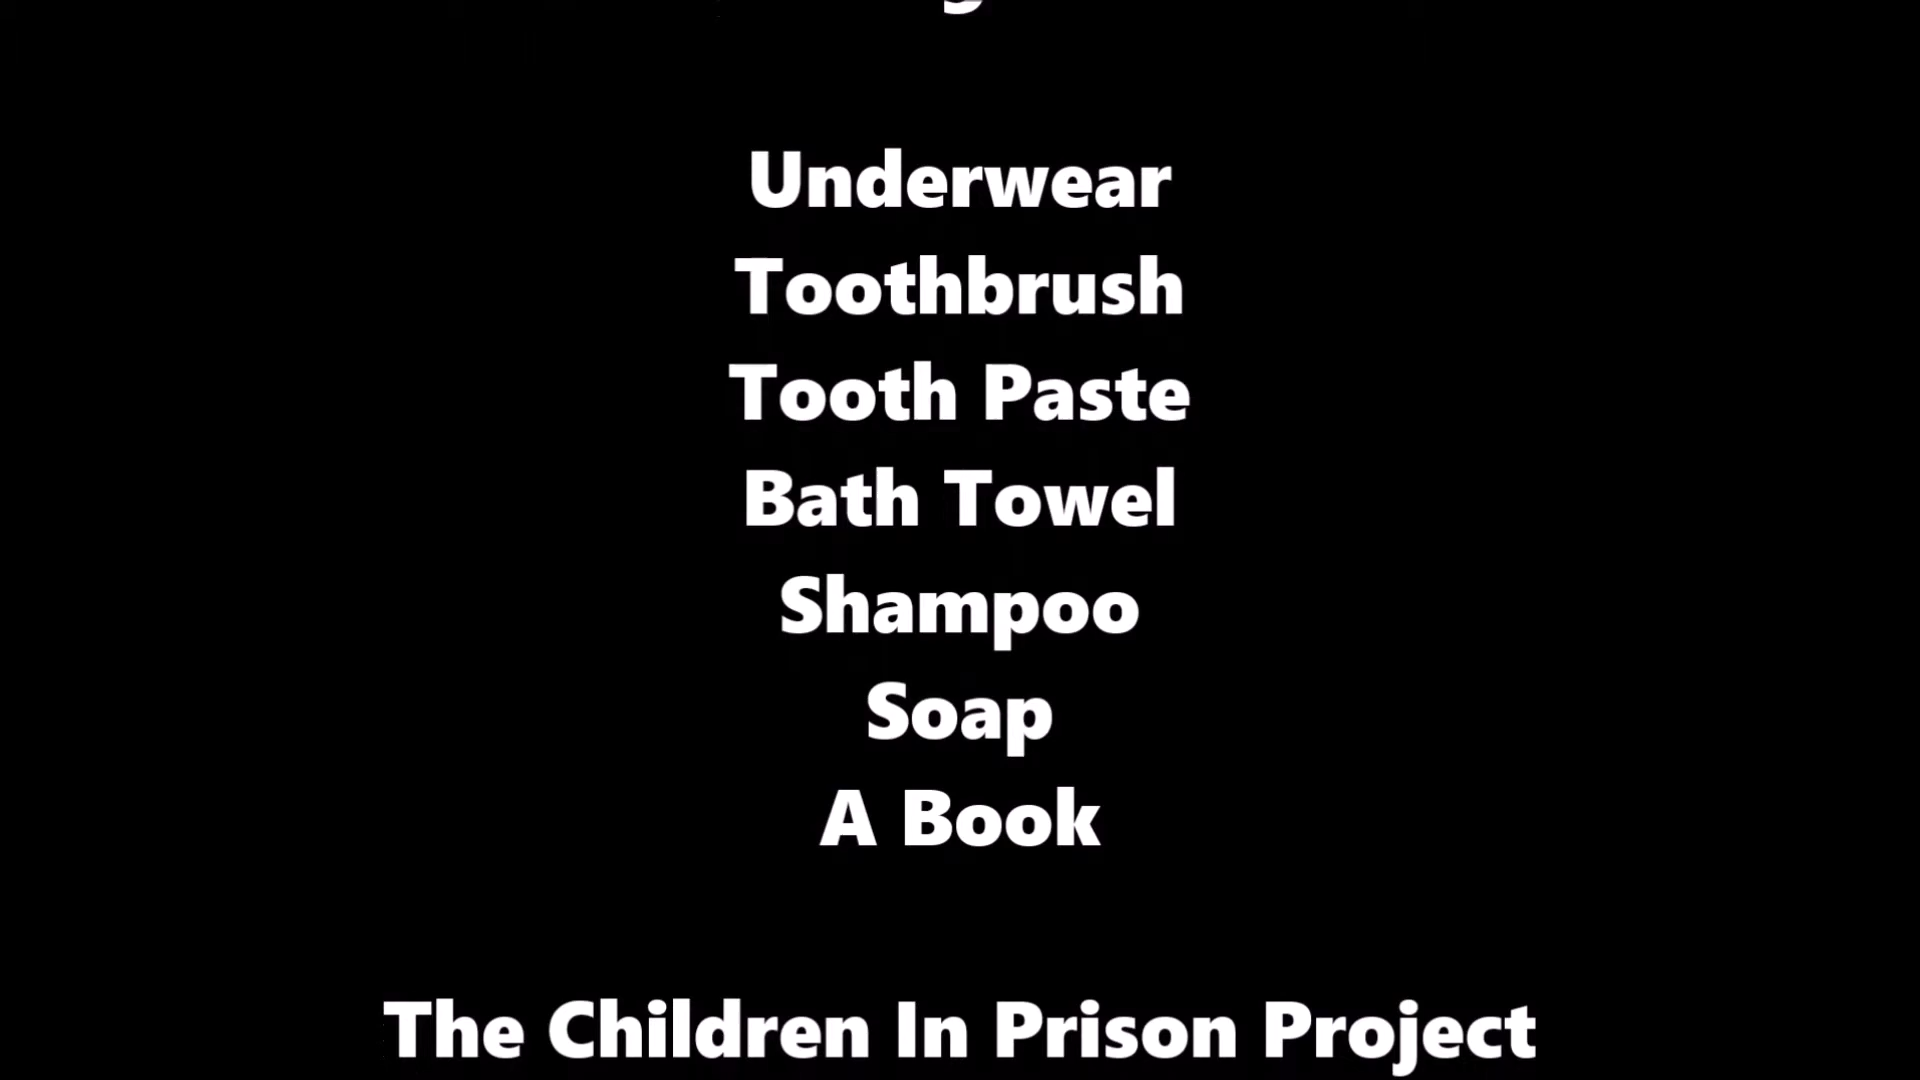 Underwear
Toothbrush
Tooth Paste
Bath Towel
Shampoo
Soap
A Book
The Children In Prison Project